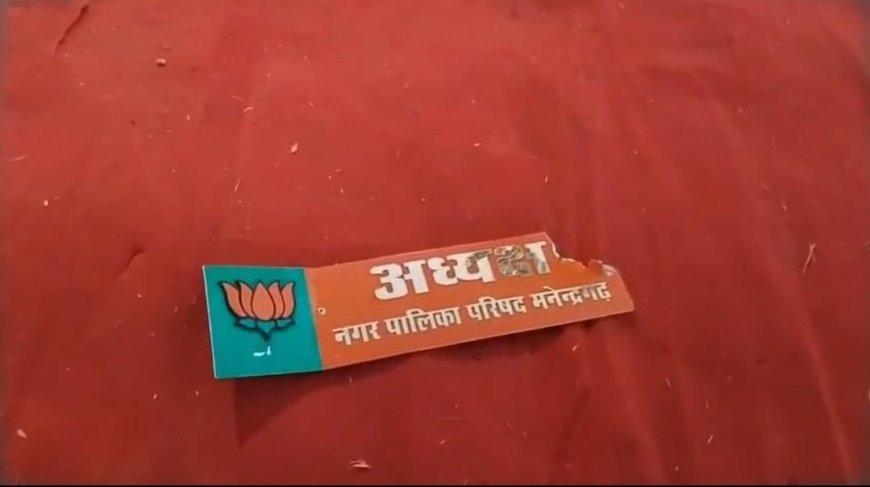 अध्यक्ष
नगर पालिका परिषद मनेन्द्रगढ़